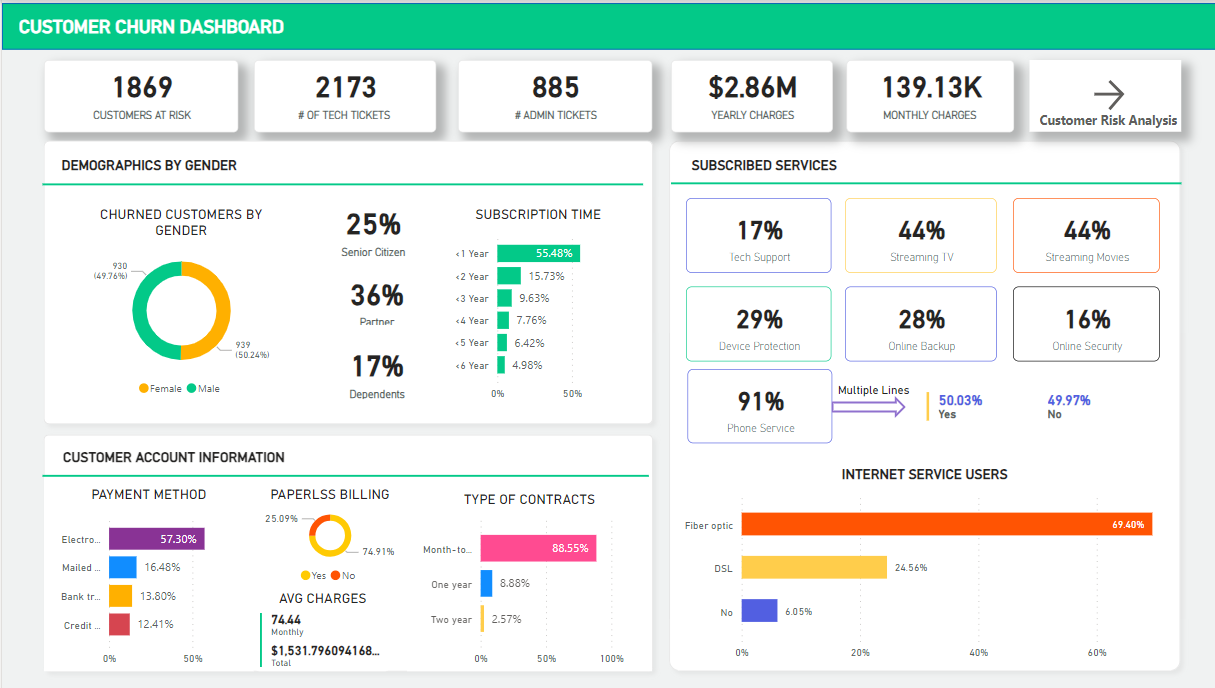 CUSTOMER CHURN DASHBOARD
1869
CUSTOMERS AT RISK
2173
# OF TECH TICKETS
885
# ADMIN TICKETS
$2.86M
YEARLY CHARGES
139.13K
MONTHLY CHARGES
Customer Risk Analysis
DEMOGRAPHICS BY GENDER
CHURNED CUSTOMERS BY
GENDER
930
(49.76%)
939
(50.24%)
Female Male
25%
Senior Citizen
36%
Partner
17%
Dependents
SUBSCRIPTION TIME
<1 Year 55.48%
<2 Year 15.73%
<3 Year 9.63%
<4 Year 7.76%
<5 Year 6.42%
<6 Year 4.98%
0% 50%
SUBSCRIBED SERVICES
17%
Tech Support
44%
Streaming TV
44%
Streaming Movies
29%
Device Protection
28%
Online Backup
16%
Online Security
91%
Phone Service
Multiple Lines
50.03%
Yes
49.97%
No
INTERNET SERVICE USERS
Fiber optic 69.40%
DSL 24.56%
No 6.05%
0% 20% 40% 60%
CUSTOMER ACCOUNT INFORMATION
PAYMENT METHOD
Electro... 57.30%
Mailed ... 16.48%
Bank tr... 13.80%
Credit ... 12.41%
0% 50%
PAPERLSS BILLING
25.09%
74.91%
Yes No
AVG CHARGES
74.44
Monthly
$1,531.796094168...
Total
TYPE OF CONTRACTS
Month-to... 88.55%
One year 8.88%
Two year 2.57%
0% 50% 100%